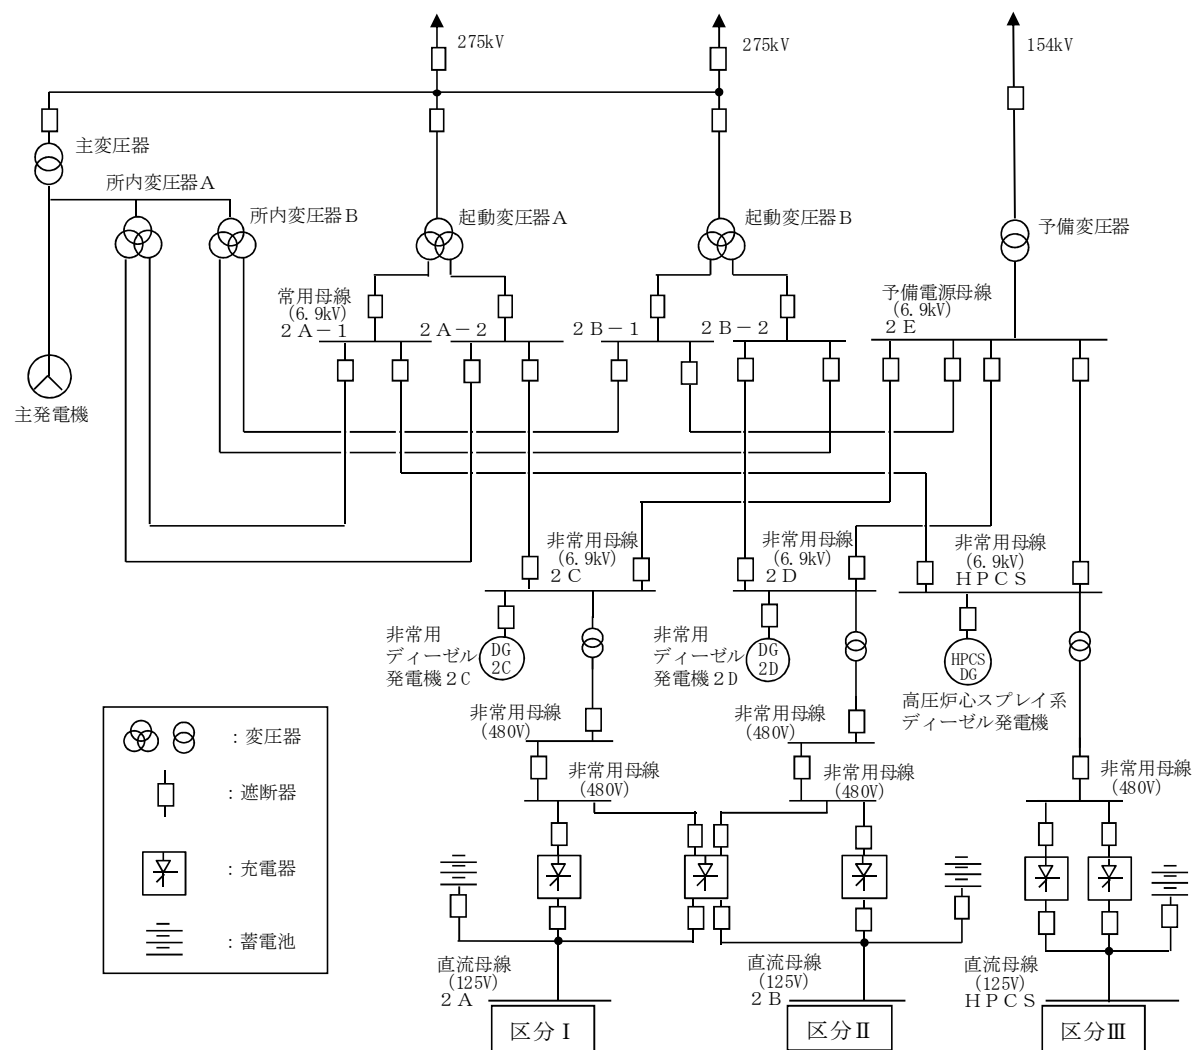 275kV
275kV
154kV
主変圧器
所内変圧器Ａ
所内変圧器Ｂ
起動変圧器Ａ
起動変圧器Ｂ
予備変圧器
常用母線
(6.9kV)
２Ａ－１
２Ａ－２
２Ｂ－１
２Ｂ－２
予備電源母線
(6.9kV)
２Ｅ
主発電機
非常用母線
(6.9kV)
２Ｃ
非常用母線
(6.9kV)
２Ｄ
非常用母線
(6.9kV)
ＨＰＣＳ
非常用
ディーゼル
発電機２C
DG
2C
非常用
ディーゼル
発電機２D
DG
2D
HPCS
DG
高圧炉心スプレイ系
ディーゼル発電機
非常用母線
(480V)
非常用母線
(480V)
非常用母線
(480V)
非常用母線
(480V)
非常用母線
(480V)
：変圧器
：遮断器
：充電器
：蓄電池
直流母線
(125V)
２Ａ
直流母線
(125V)
２Ｂ
直流母線
(125V)
ＨＰＣＳ
区分Ⅰ
区分Ⅱ
区分Ⅲ